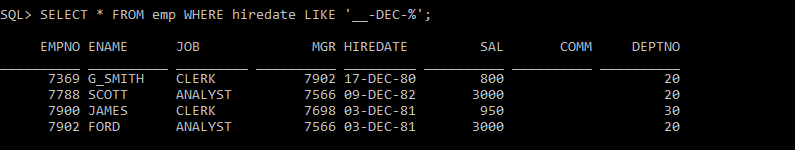 SQL> SELECT * FROM emp WHERE hiredate LIKE '__-DEC-%';
EMPNO ENAME JOB MGR HIREDATE SAL COMM DEPTNO
7369 G_SMITH CLERK 7902 17-DEC-80 800 20
7788 SCOTT ANALYST 7566 09-DEC-82 3000 20
7900 JAMES CLERK 7698 03-DEC-81 950 30
7902 FORD ANALYST 7566 03-DEC-81 3000 20